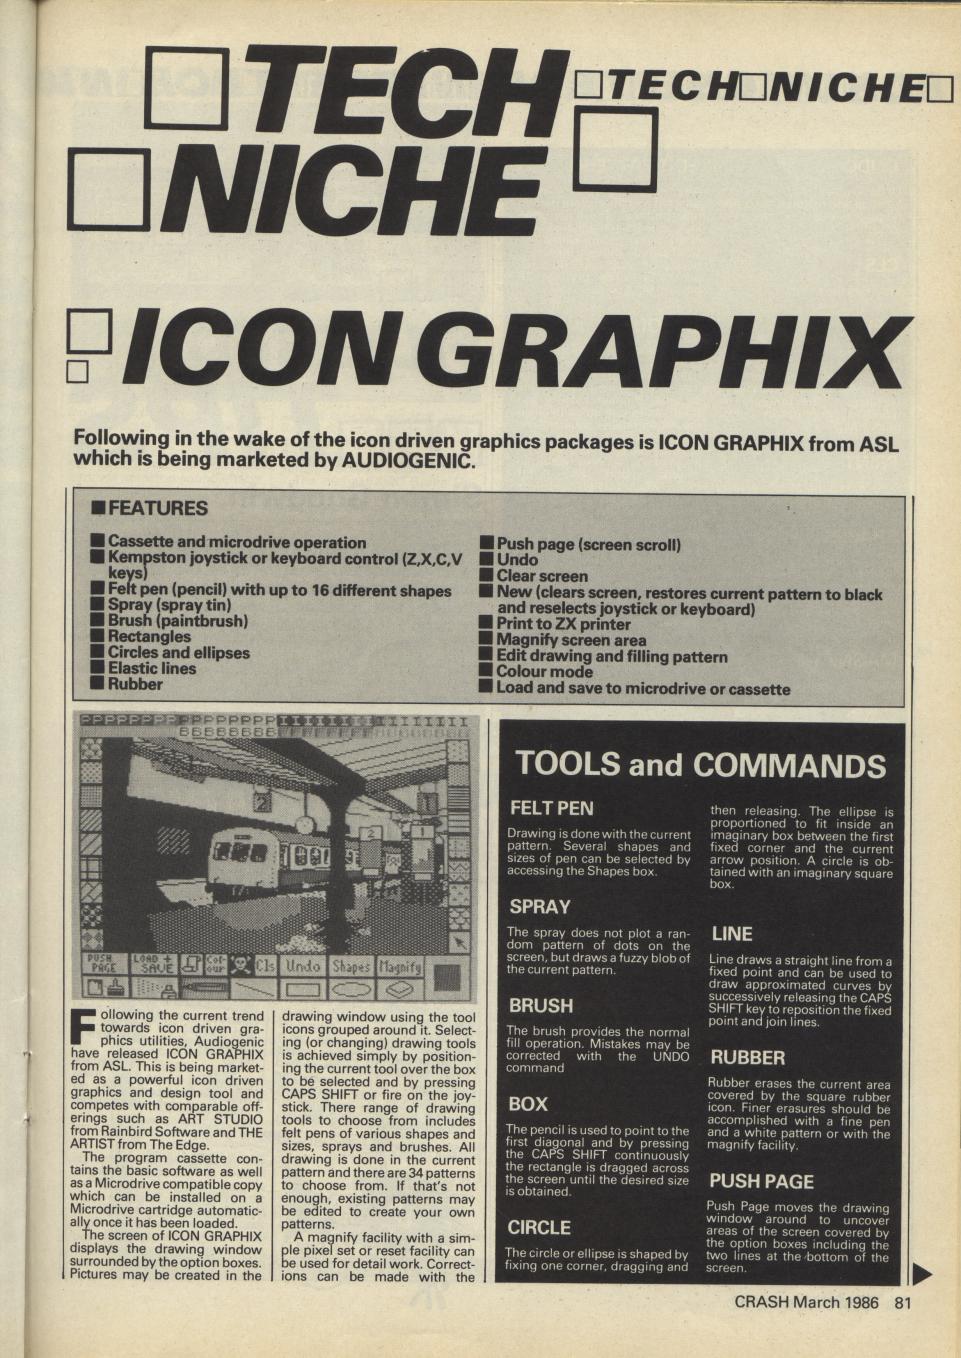 TECH
NICHE
TECH NICHE
ICON GRAPHIX
Following in the wake of the icon driven graphics packages is ICON GRAPHIX from ASL
which is being marketed by AUDIOGENIC.
FEATURES
Cassette and microdrive operation
Kempston joystick or keyboard control (Z,X,C,V
keys)
Felt pen (pencil) with up to 16 different shapes
Spray (spray tin)
Brush (paintbrush)
Rectangles
Circles and ellipses
Elastic lines
Rubber
Push page (screen scroll)
Undo
Clear screen
New (clears screen, restores current pattern to black
and reselects joystick or keyboard)
Print to ZX printer
Magnify screen area
Edit drawing and filling pattern
Colour mode
Load and save to microdrive or cassette
2
1
2
1
PUSH PAGE
LOAD + SAVE
Colour
Cls
Undo
Shapes
Magnify
Following the current trend
towards icon driven gra-
phics utilities, Audiogenic
have released ICON GRAPHIX
from ASL. This is being market-
ed as a powerful icon driven
graphics and design tool and
competes with comparable off-
erings such as ART STUDIO
from Rainbird Software and THE
ARTIST from The Edge.
The program cassette con-
tains the basic software as well
as a Microdrive compatible copy
which can be installed on a
Microdrive cartridge automatic-
ally once it has been loaded.
The screen of ICON GRAPHIX
displays the drawing window
surrounded by the option boxes.
Pictures may be created in the
drawing window using the tool
icons grouped around it. Select-
ing (or changing) drawing tools
is achieved simply by position-
ing the current tool over the box
to be selected and by pressing
CAPS SHIFT or fire on the joy-
stick. There range of drawing
tools to choose from includes
felt pens of various shapes and
sizes, sprays and brushes. All
drawing is done in the current
pattern and there are 34 patterns
to choose from. If that's not
enough, existing patterns may
be edited to create your own
patterns.
A magnify facility with a sim-
ple pixel set or reset facility can
be used for detail work. Correct-
ions can be made with the
TOOLS and COMMANDS
FELT PEN
Drawing is done with the current
pattern. Several shapes and
sizes of pen can be selected by
accessing the Shapes box.
SPRAY
The spray does not plot a ran-
dom pattern of dots on the
screen, but draws a fuzzy blob of
the current pattern.
BRUSH
The brush provides the normal
fill operation. Mistakes may be
corrected with the UNDO
command
BOX
The pencil is used to point to the
first diagonal and by pressing
the CAPS SHIFT continuously
the rectangle is dragged across
the screen until the desired size
is obtained.
CIRCLE
The circle or ellipse is shaped by
fixing one corner, dragging and
then releasing. The ellipse is
proportioned to fit inside an
imaginary box between the first
fixed corner and the current
arrow position. A circle is ob-
tained with an imaginary square
box.
LINE
Line draws a straight line from a
fixed point and can be used to
draw approximated curves by
successively releasing the CAPS
SHIFT key to reposition the fixed
point and join lines.
RUBBER
Rubber erases the current area
covered by the square rubber
icon. Finer erasures should be
accomplished with a fine pen
and a white pattern or with the
magnify facility.
PUSH PAGE
Push Page moves the drawing
window around to uncover
areas of the screen covered by
the option boxes including the
two lines at the bottom of the
screen.
CRASH March 1986 81